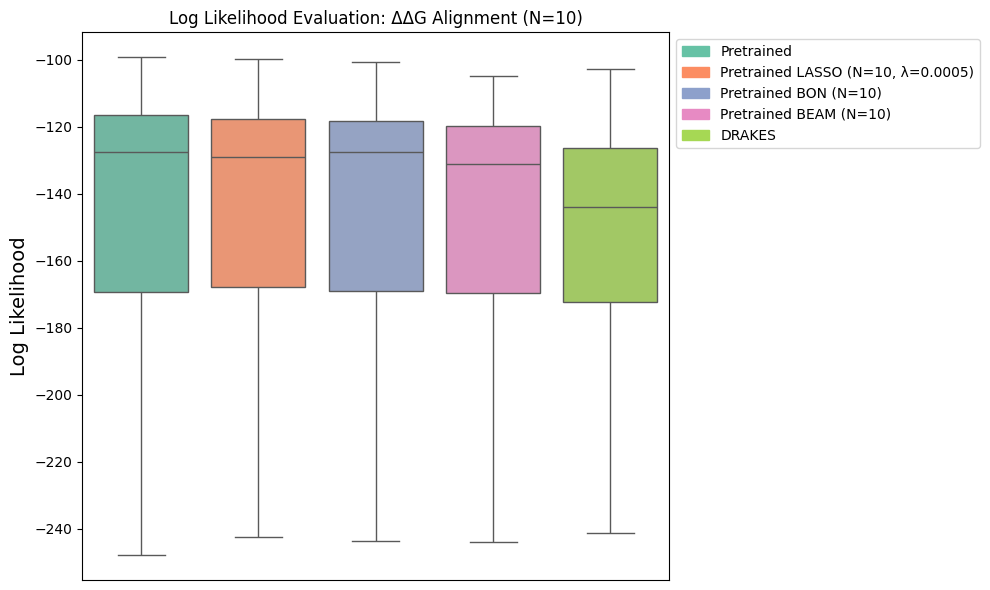 Log Likelihood Evaluation: ΔΔG Alignment (N=10)
Log Likelihood
−100
−120
−140
−160
−180
−200
−220
−240
Pretrained
Pretrained LASSO (N=10, λ=0.0005)
Pretrained BON (N=10)
Pretrained BEAM (N=10)
DRAKES